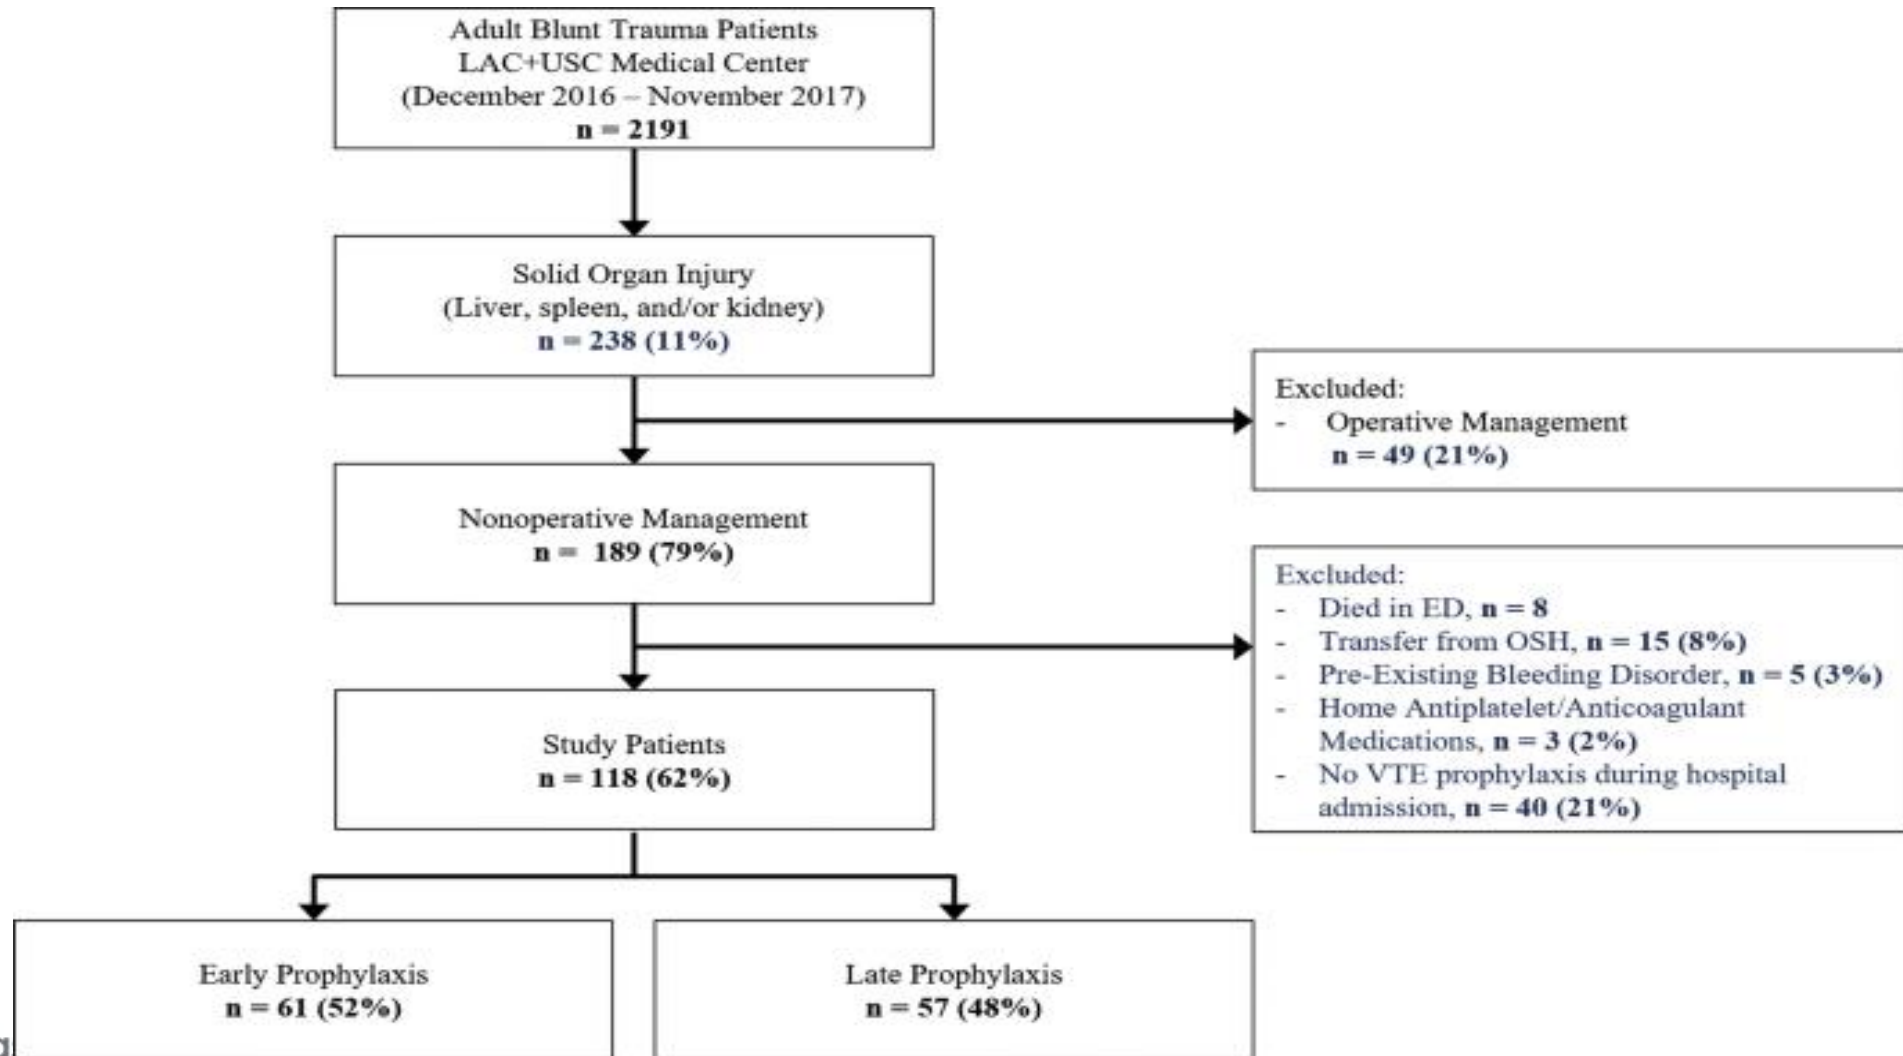 Adult Blunt Trauma Patients
LAC+USC Medical Center
(December 2016 – November 2017)
n = 2191
Solid Organ Injury
(Liver, spleen, and/or kidney)
n = 238 (11%)
Excluded:
- Operative Management
n = 49 (21%)
Nonoperative Management
n = 189 (79%)
Excluded:
- Died in ED, n = 8
- Transfer from OSH, n = 15 (8%)
- Pre-Existing Bleeding Disorder, n = 5 (3%)
- Home Antiplatelet/Anticoagulant
Medications, n = 3 (2%)
- No VTE prophylaxis during hospital
admission, n = 40 (21%)
Study Patients
n = 118 (62%)
Early Prophylaxis
n = 61 (52%)
Late Prophylaxis
n = 57 (48%)